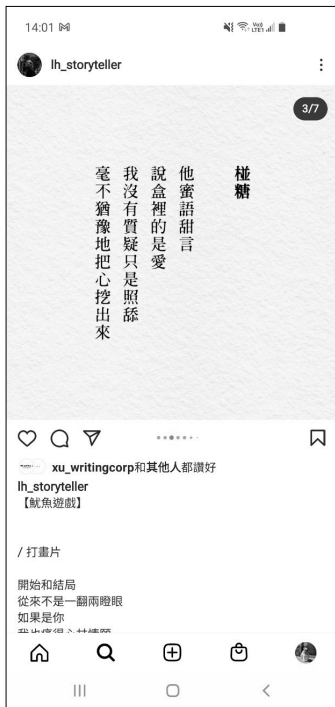 14:01
lh_storyteller
3/7
椪糖
他蜜語甜言
說盒裡的是愛
我沒有質疑只是照舔
毫不猶豫地把心挖出來
xu_writingcorp和其他人都讚好
lh_storyteller
【魷魚遊戲】
/ 打畫片
開始和結局
從來不是一翻兩瞪眼
如果是你